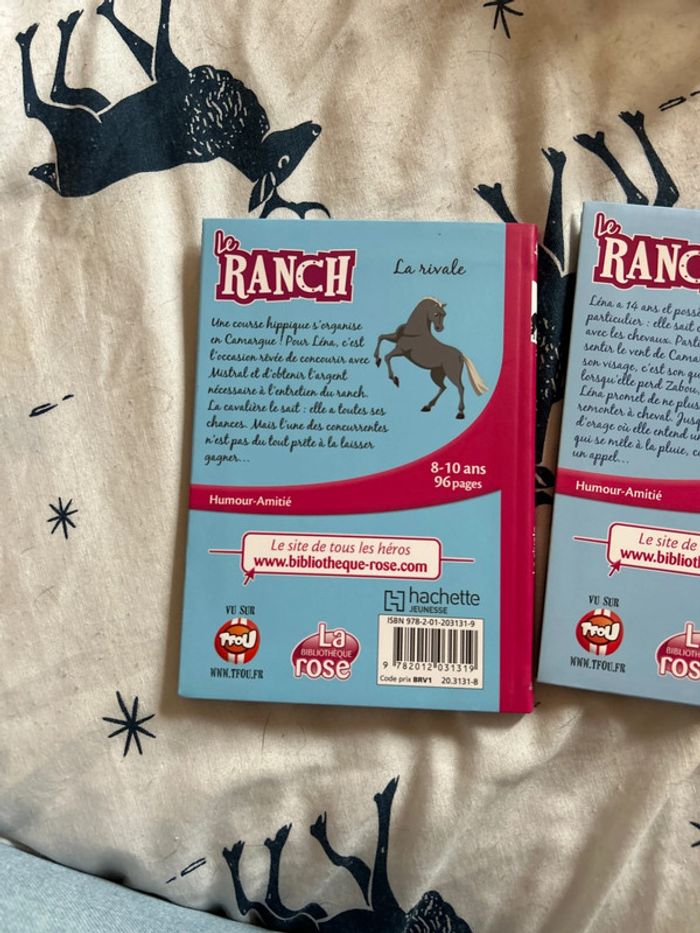 Le
RANCH
La rivale
Une course hippique s'organise
en Camargue ! Pour Léna, c'est
l'occasion rêvée de concourir avec
Mistral et d'obtenir l'argent
nécessaire à l'entretien du ranch.
La cavalière le sait : elle a toutes ses
chances. Mais l'une des concurrentes
n'est pas du tout prête à la laisser
gagner...
8-10 ans
96 pages
Humour-Amitié
Le site de tous les héros
www.bibliotheque-rose.com
hachette
JEUNESSE
ISBN 978-2-01-203131-9
9 782012 031319
Code prix BRV1 20.3131-8
VU SUR
TFOU
WWW.TFOU.FR
La
BIBLIOTHÈQUE
rose
Le
RANC
Léna a 14 ans et possè
particulier : elle sait
avec les chevaux. Parti
sentir le vent de Camar
son visage, c'est son qu
lorsqu'elle perd Zabou,
Léna promet de ne plus
remonter à cheval. Jusq
d'orage où elle entend u
qui se mêle à la pluie, c
un appel...
Humour-Amitié
Le site de
www.biblioth
VU SUR
TFOU
WWW.TFOU.FR
La
BIBLIOT
ros